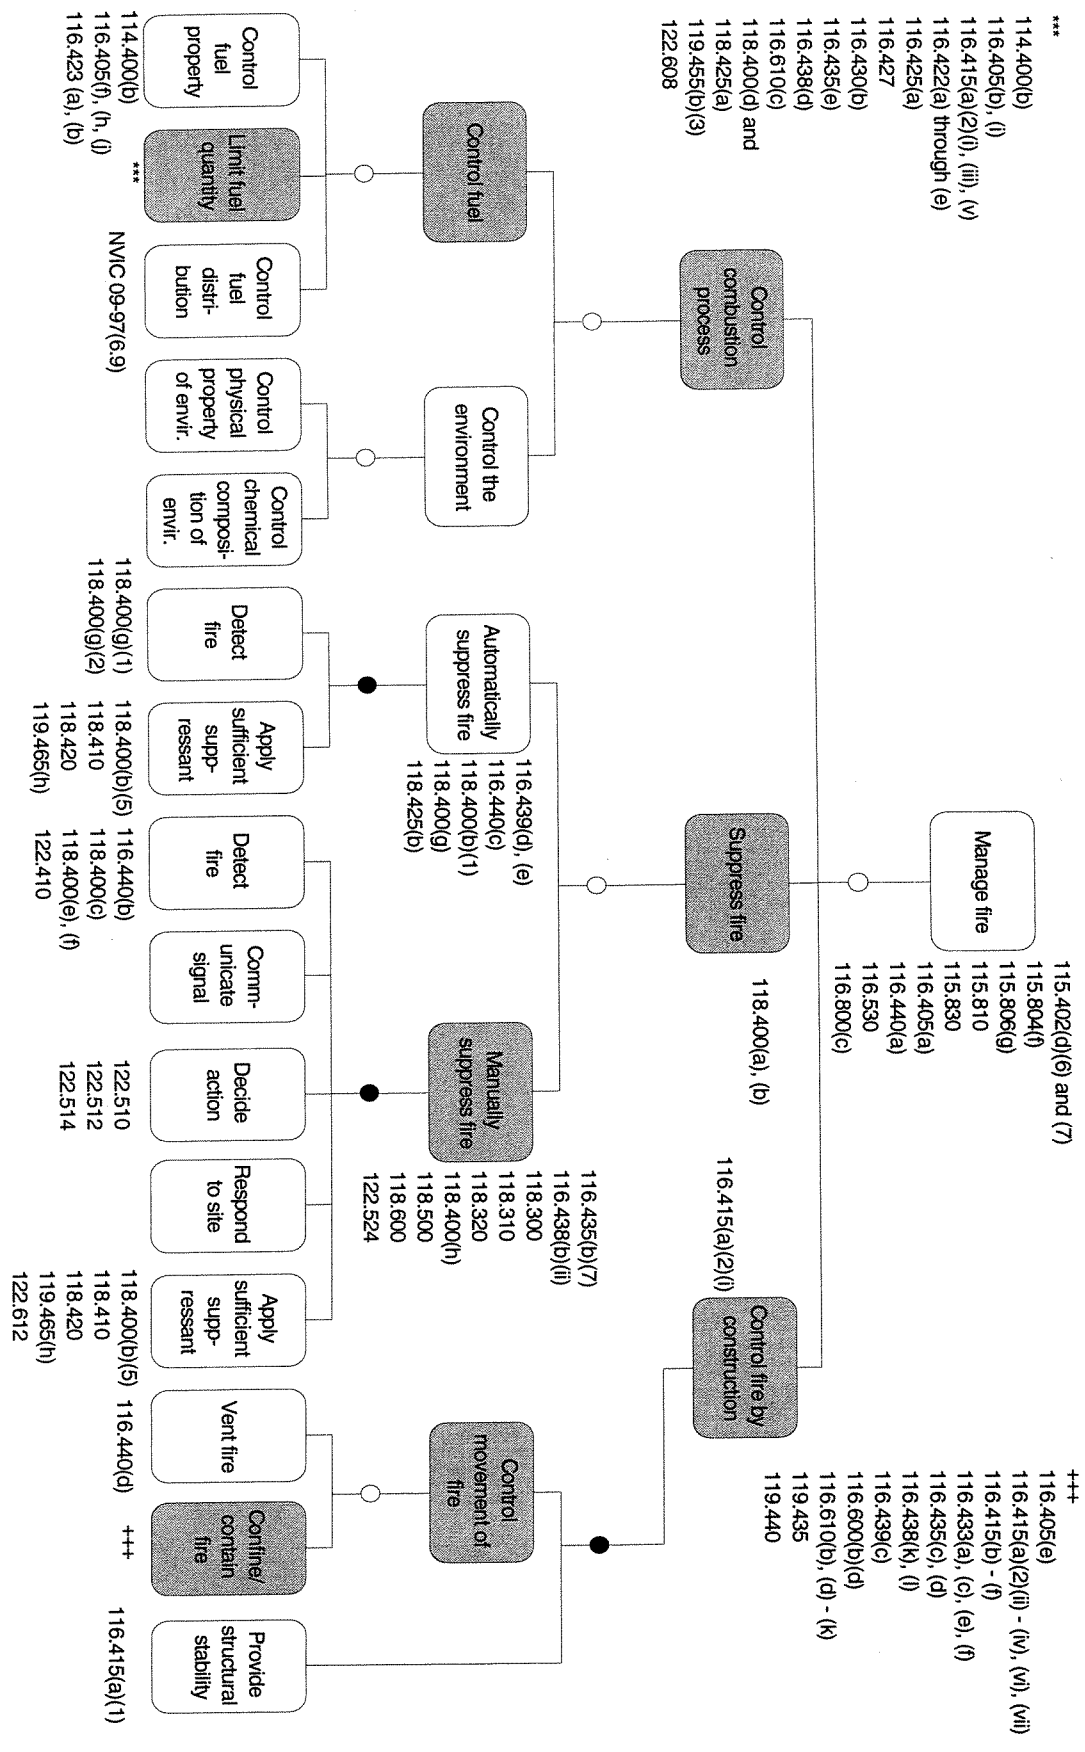 Manage fire
115.402(d)(6) and (7)
115.804(f)
115.806(g)
115.810
115.830
116.405(a)
116.440(a)
116.530
116.800(c)
***
114.400(b)
116.405(b), (i)
116.415(a)(2)(i), (iii), (v)
116.422(a) through (e)
116.425(a)
116.427
116.430(b)
116.435(e)
116.438(d)
116.610(c)
118.400(d) and
118.425(a)
119.455(b)(3)
122.608
+++
116.405(e)
116.415(a)(2)(ii) - (iv), (vi), (vii)
116.415(b) - (f)
116.433(a), (c), (e), (f)
116.435(c), (d)
116.438(k), (l)
116.439(c)
116.600(b)(d)
116.610(b), (d) - (k)
119.435
119.440
Control
combustion
process
Suppress fire
118.400(a), (b)
116.415(a)(2)(i)
Control fire by
construction
Control fuel
Control the
environment
Automatically
suppress fire
116.439(d), (e)
116.440(c)
118.400(b)(1)
118.400(g)
118.425(b)
Manually
suppress fire
116.435(b)(7)
116.438(b)(ii)
118.300
118.310
118.320
118.400(h)
118.500
118.600
122.524
Control
movement of
fire
Control
fuel
property
114.400(b)
116.405(f), (h, (j)
116.423 (a), (b)
Limit fuel
quantity
***
Control
fuel
distri-
bution
NVIC 09-97(6.9)
Control
physical
property
of envir.
Control
chemical
composi-
tion of
envir.
Detect
fire
118.400(g)(1)
118.400(g)(2)
Apply
sufficient
supp-
ressant
118.400(b)(5)
118.410
118.420
119.465(h)
Detect
fire
116.440(b)
118.400(c)
118.400(e), (f)
122.410
Comm-
unicate
signal
Decide
action
122.510
122.512
122.514
Respond
to site
Apply
sufficient
supp-
ressant
118.400(b)(5)
118.410
118.420
119.465(h)
122.612
Vent fire
116.440(d)
Confine/
contain
fire
+++
Provide
structural
stability
116.415(a)(1)